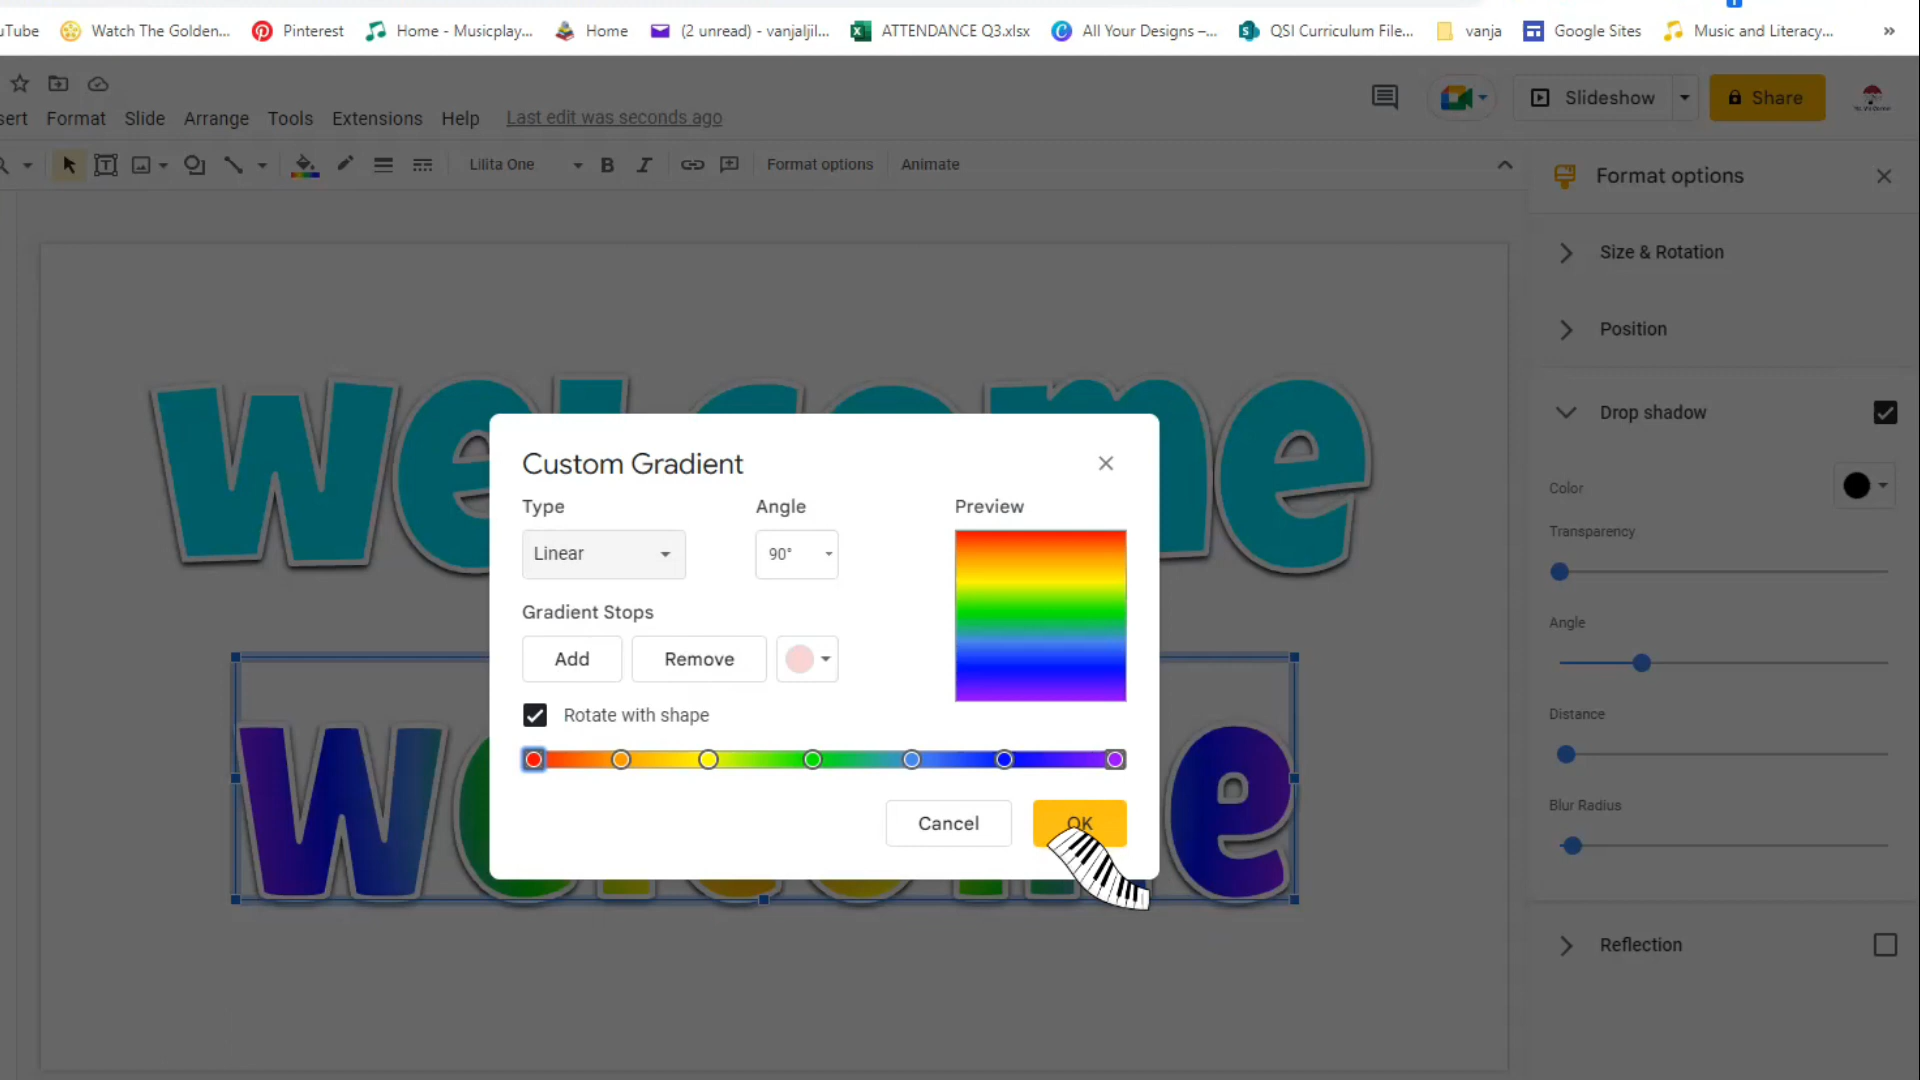 uTube Watch The Golden... Pinterest Home - Musicplay... Home (2 unread) - vanjaljil... ATTENDANCE Q3.xlsx All Your Designs –... QSI Curriculum File... vanja Google Sites Music and Literacy... »
Slideshow Share
sert Format Slide Arrange Tools Extensions Help Last edit was seconds ago
Lilita One B I Format options Animate
Format options
Size & Rotation
Position
Drop shadow
Color
Transparency
Angle
Distance
Blur Radius
Reflection
welcome
Custom Gradient
Type Angle Preview
Linear 90°
Gradient Stops
Add Remove
Rotate with shape
Cancel OK
welcome